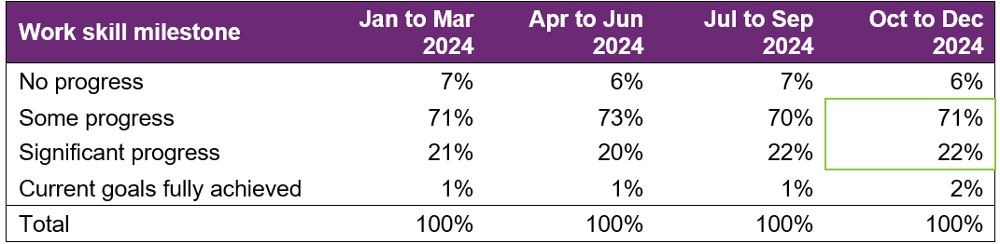 Work skill milestone Jan to Mar 2024 Apr to Jun 2024 Jul to Sep 2024 Oct to Dec 2024
No progress 7% 6% 7% 6%
Some progress 71% 73% 70% 71%
Significant progress 21% 20% 22% 22%
Current goals fully achieved 1% 1% 1% 2%
Total 100% 100% 100% 100%